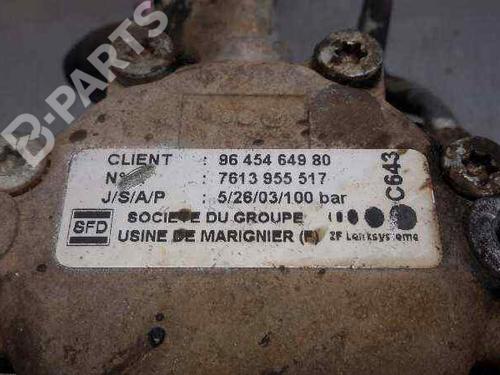 B-PARTS
CLIENT : 96 454 649 80
N° : 7613 955 517
J/S/A/P : 5/26/03/100 bar
SFD SOCIETE DU GROUPE
USINE DE MARIGNIER (F) ZF Lenksysteme
C643